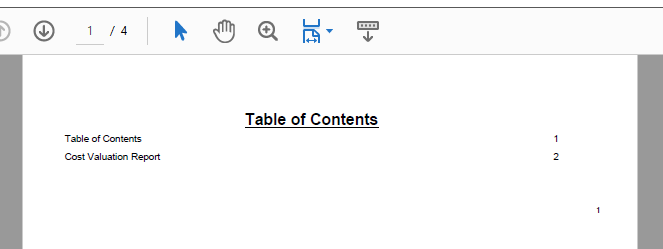 1 / 4
Table of Contents
Table of Contents 1
Cost Valuation Report 2
1